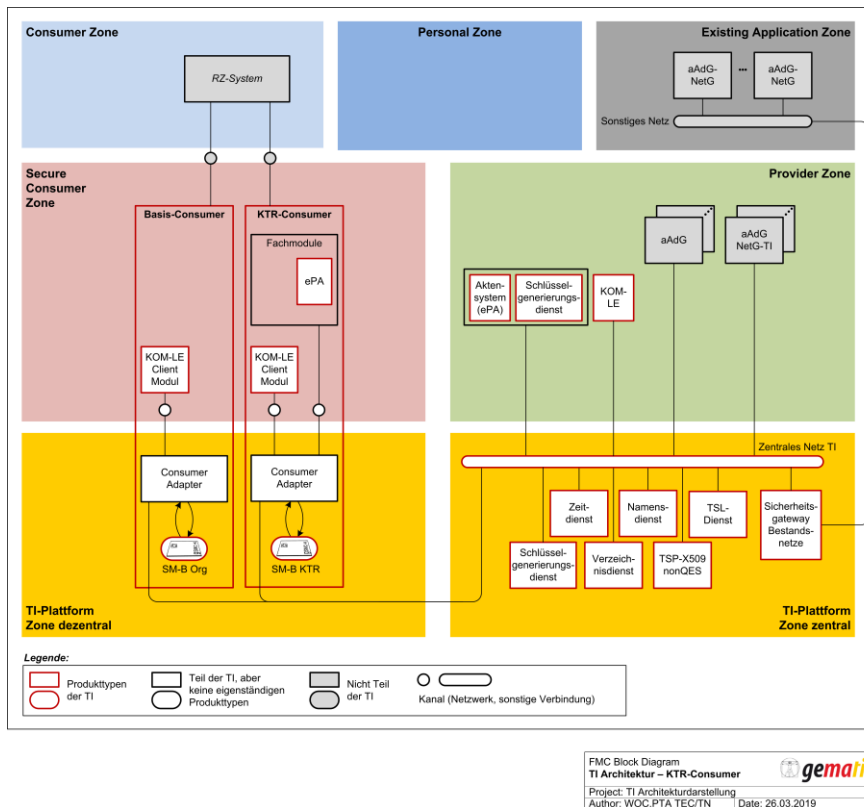 Consumer Zone
Personal Zone
Existing Application Zone
RZ-System
aAdG-
NetG
...
aAdG-
NetG
Sonstiges Netz
Secure
Consumer
Zone
Provider Zone
Basis-Consumer
KTR-Consumer
Fachmodule
ePA
aAdG
aAdG
NetG-TI
Akten-
system
(ePA)
Schlüssel-
generierungs-
dienst
KOM-
LE
KOM-LE
Client
Modul
KOM-LE
Client
Modul
Zentrales Netz TI
Consumer
Adapter
Consumer
Adapter
SM-B Org
SM-B KTR
Zeit-
dienst
Namens-
dienst
TSL-
Dienst
Sicherheits-
gateway
Bestands-
netze
Schlüssel-
generierungs-
dienst
Verzeich-
nisdienst
TSP-X509
nonQES
TI-Plattform
Zone dezentral
TI-Plattform
Zone zentral
Legende:
Produkttypen
der TI
Teil der TI, aber
keine eigenständigen
Produkttypen
Nicht Teil
der TI
Kanal (Netzwerk, sonstige Verbindung)
FMC Block Diagram
TI Architektur – KTR-Consumer
gemati
Project: TI Architekturdarstellung
Author: WOC.PTA TEC/TN
Date: 26.03.2019